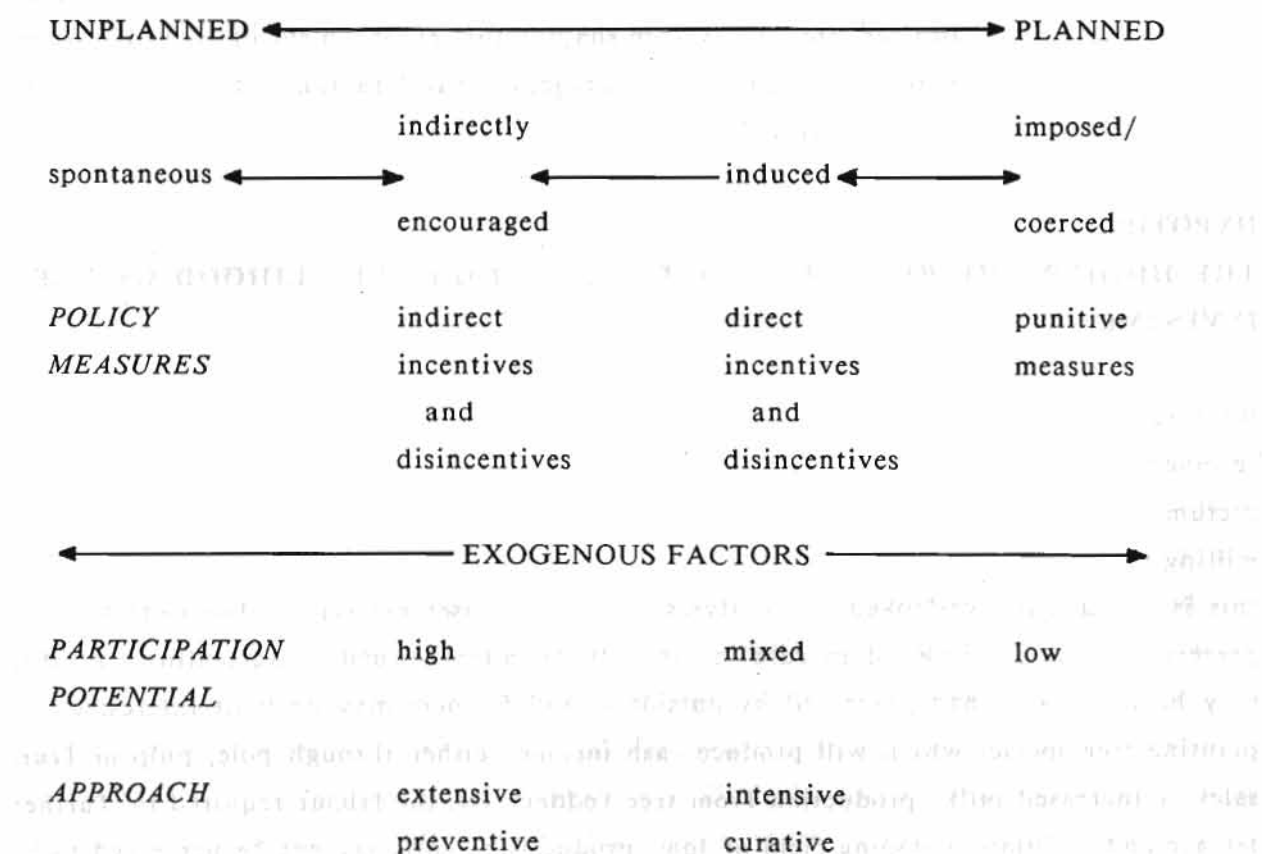 UNPLANNED PLANNED
indirectly imposed/
spontaneous induced
encouraged coerced
POLICY indirect direct punitive
MEASURES incentives incentives measures
and and
disincentives disincentives
EXOGENOUS FACTORS
PARTICIPATION high mixed low
POTENTIAL
APPROACH extensive intensive
preventive curative